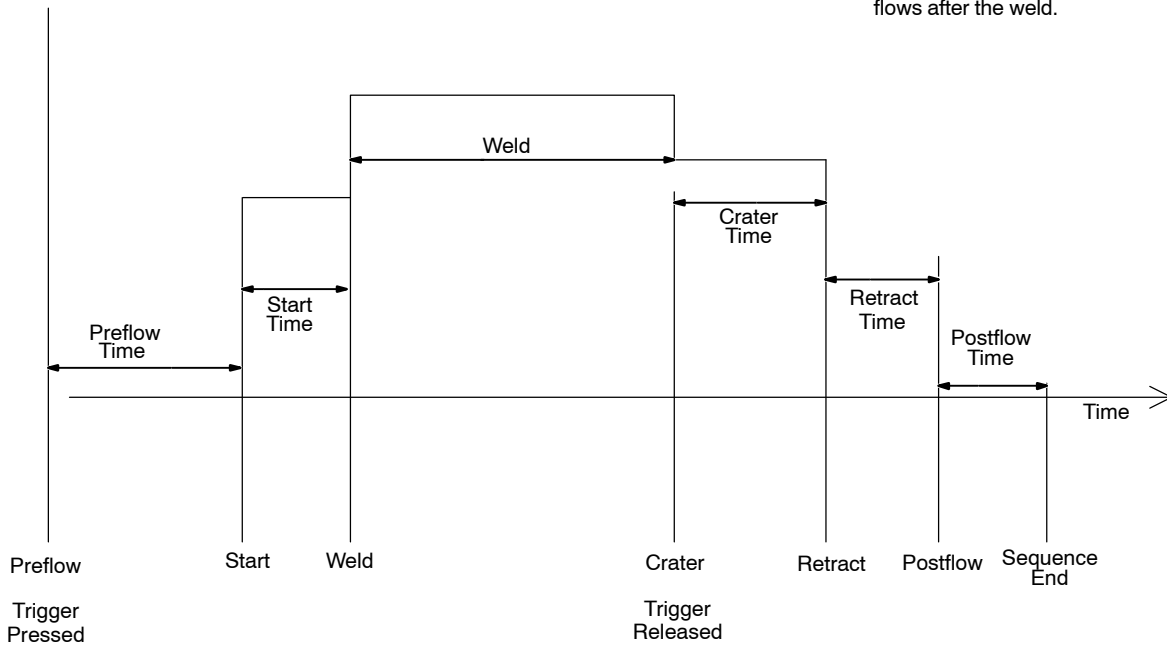 flows after the weld.
Weld
Crater
Time
Start
Time
Retract
Time
Preflow
Time
Postflow
Time
Time
Preflow
Start
Weld
Crater
Retract
Postflow
Sequence
End
Trigger
Pressed
Trigger
Released